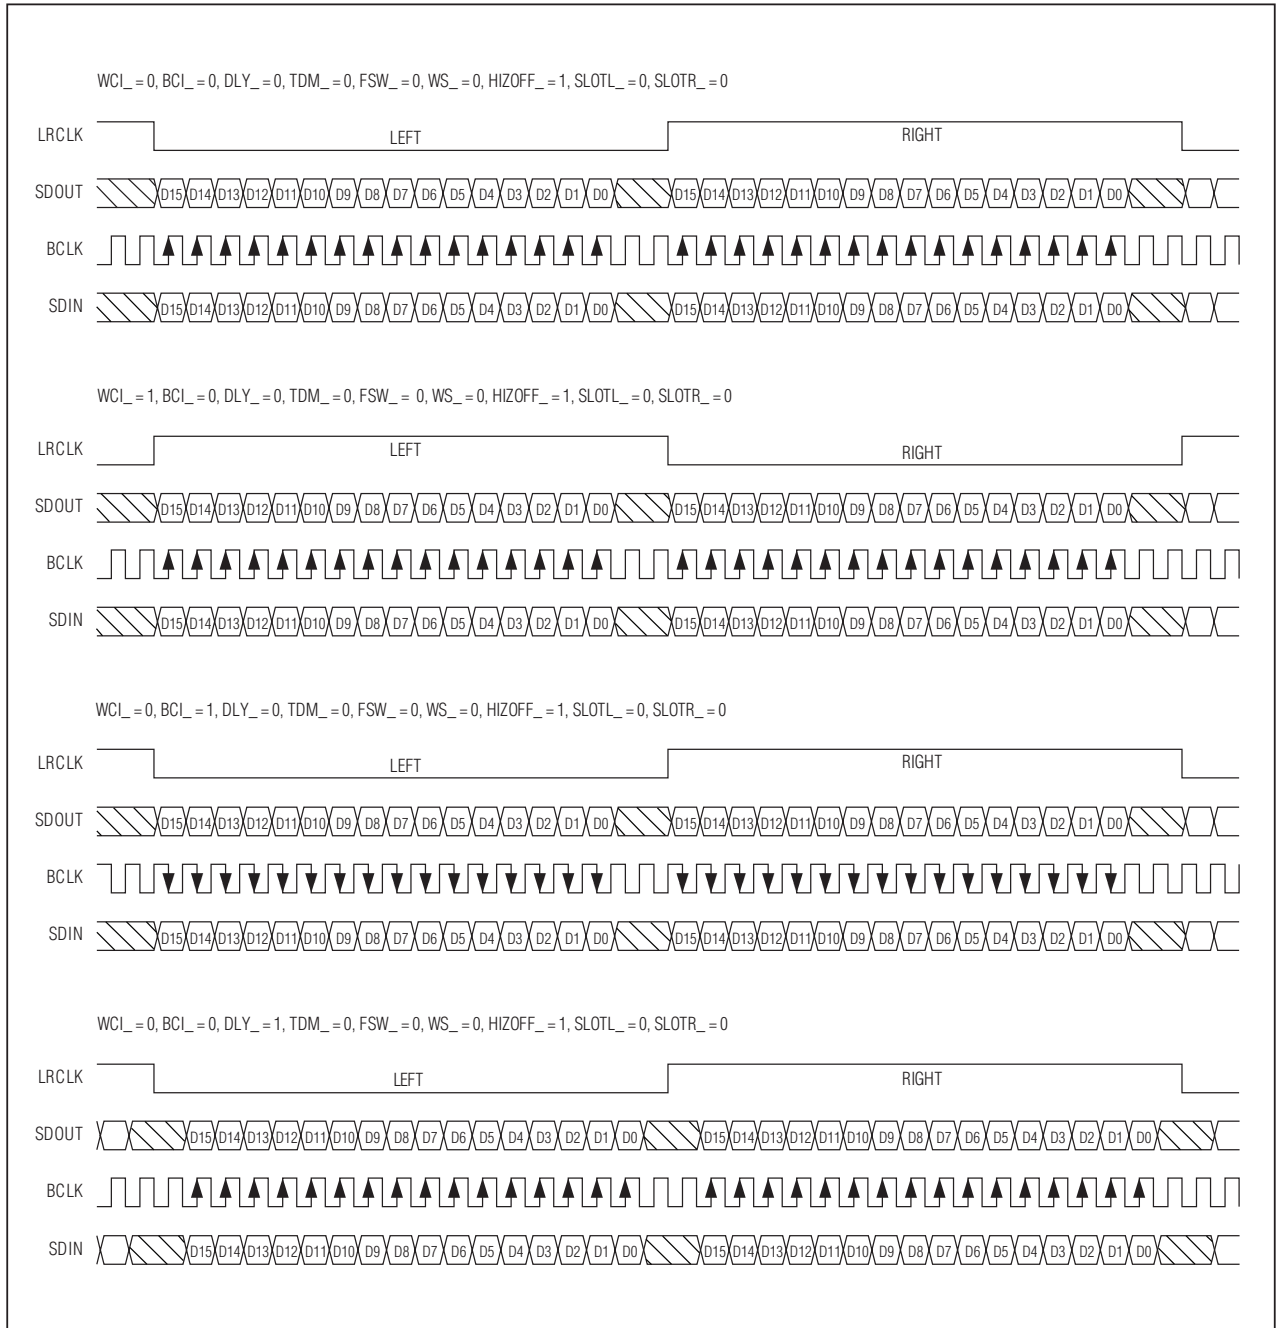 WCI_ = 0, BCI_ = 0, DLY_ = 0, TDM_ = 0, FSW_ = 0, WS_ = 0, HIZOFF_ = 1, SLOTL_ = 0, SLOTR_ = 0
LRCLK LEFT RIGHT
SDOUT D15 D14 D13 D12 D11 D10 D9 D8 D7 D6 D5 D4 D3 D2 D1 D0 D15 D14 D13 D12 D11 D10 D9 D8 D7 D6 D5 D4 D3 D2 D1 D0
BCLK
SDIN D15 D14 D13 D12 D11 D10 D9 D8 D7 D6 D5 D4 D3 D2 D1 D0 D15 D14 D13 D12 D11 D10 D9 D8 D7 D6 D5 D4 D3 D2 D1 D0
WCI_ = 1, BCI_ = 0, DLY_ = 0, TDM_ = 0, FSW_ = 0, WS_ = 0, HIZOFF_ = 1, SLOTL_ = 0, SLOTR_ = 0
LRCLK LEFT RIGHT
SDOUT D15 D14 D13 D12 D11 D10 D9 D8 D7 D6 D5 D4 D3 D2 D1 D0 D15 D14 D13 D12 D11 D10 D9 D8 D7 D6 D5 D4 D3 D2 D1 D0
BCLK
SDIN D15 D14 D13 D12 D11 D10 D9 D8 D7 D6 D5 D4 D3 D2 D1 D0 D15 D14 D13 D12 D11 D10 D9 D8 D7 D6 D5 D4 D3 D2 D1 D0
WCI_ = 0, BCI_ = 1, DLY_ = 0, TDM_ = 0, FSW_ = 0, WS_ = 0, HIZOFF_ = 1, SLOTL_ = 0, SLOTR_ = 0
LRCLK LEFT RIGHT
SDOUT D15 D14 D13 D12 D11 D10 D9 D8 D7 D6 D5 D4 D3 D2 D1 D0 D15 D14 D13 D12 D11 D10 D9 D8 D7 D6 D5 D4 D3 D2 D1 D0
BCLK
SDIN D15 D14 D13 D12 D11 D10 D9 D8 D7 D6 D5 D4 D3 D2 D1 D0 D15 D14 D13 D12 D11 D10 D9 D8 D7 D6 D5 D4 D3 D2 D1 D0
WCI_ = 0, BCI_ = 0, DLY_ = 1, TDM_ = 0, FSW_ = 0, WS_ = 0, HIZOFF_ = 1, SLOTL_ = 0, SLOTR_ = 0
LRCLK LEFT RIGHT
SDOUT D15 D14 D13 D12 D11 D10 D9 D8 D7 D6 D5 D4 D3 D2 D1 D0 D15 D14 D13 D12 D11 D10 D9 D8 D7 D6 D5 D4 D3 D2 D1 D0
BCLK
SDIN D15 D14 D13 D12 D11 D10 D9 D8 D7 D6 D5 D4 D3 D2 D1 D0 D15 D14 D13 D12 D11 D10 D9 D8 D7 D6 D5 D4 D3 D2 D1 D0